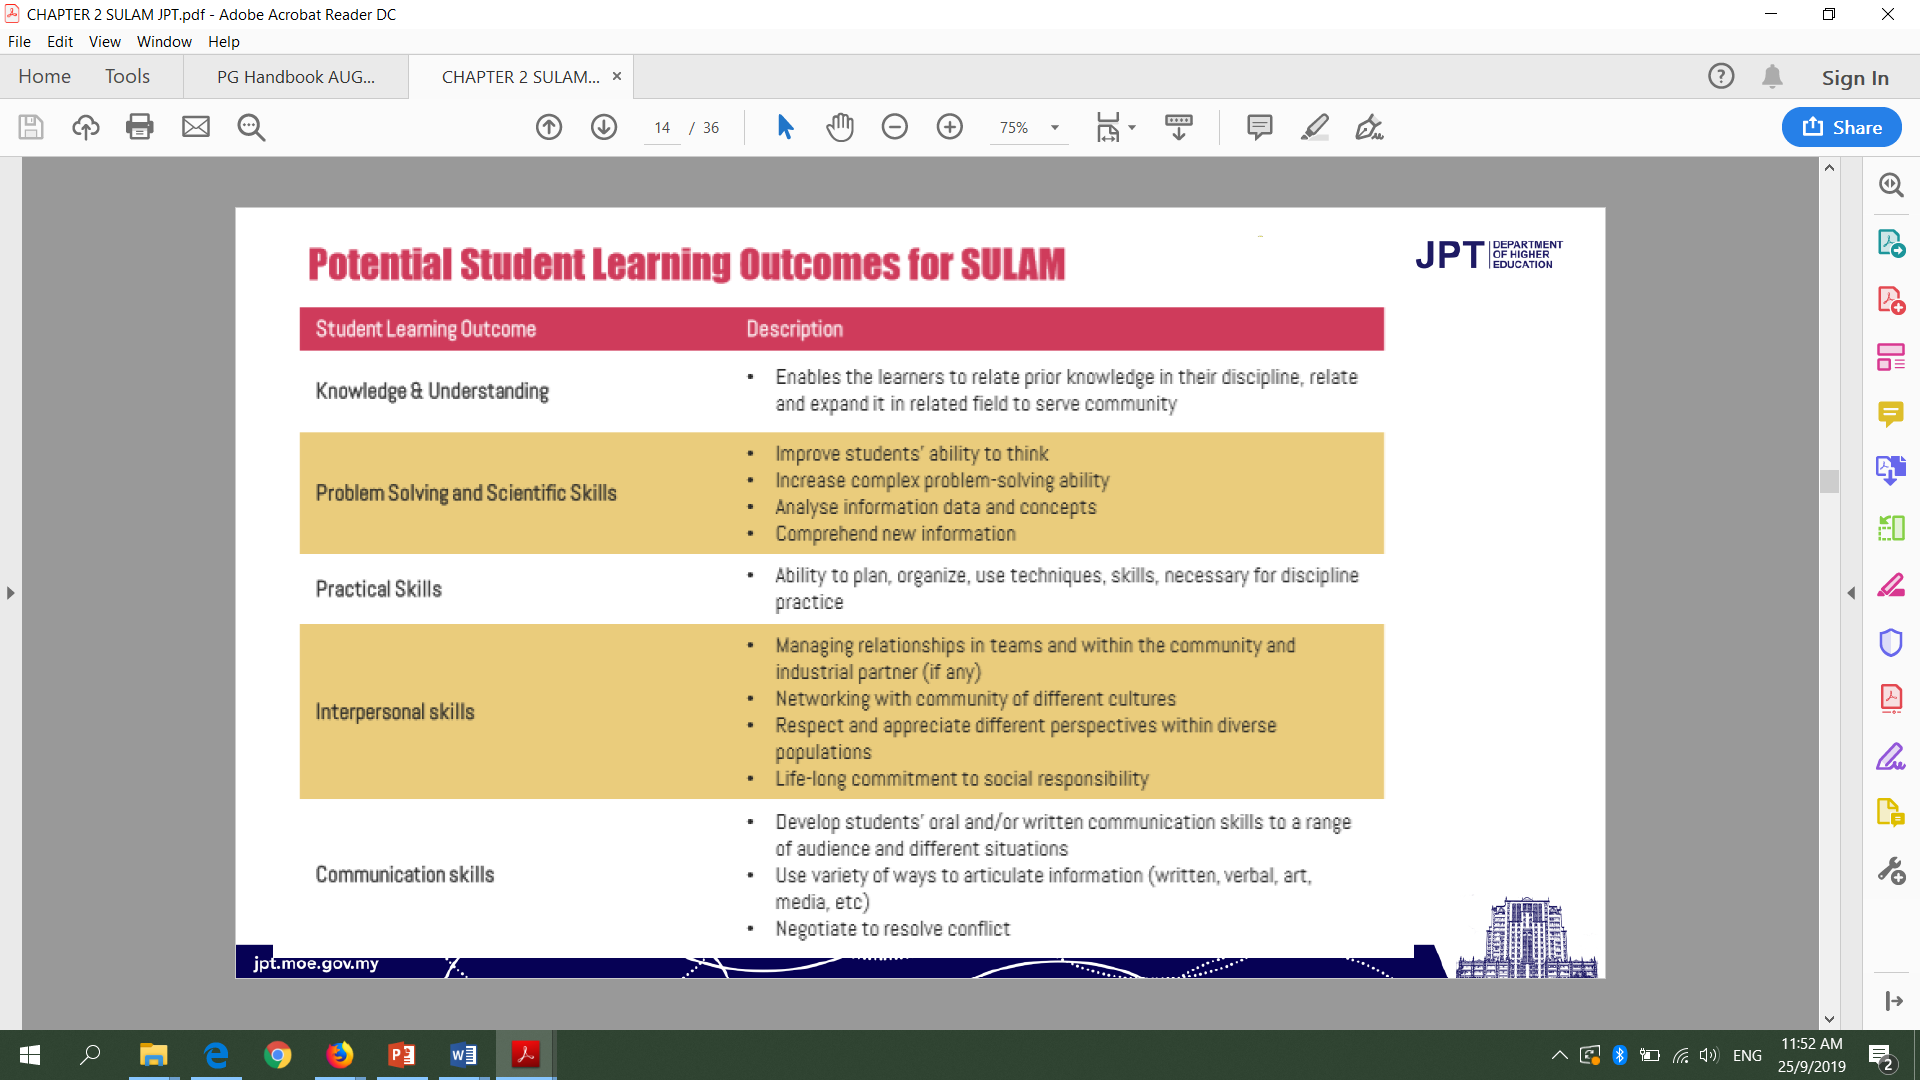 CHAPTER 2 SULAM JPT.pdf - Adobe Acrobat Reader DC
File Edit View Window Help
Home Tools PG Handbook AUG... CHAPTER 2 SULAM... ×
Sign In
14 / 36 75% Share
Potential Student Learning Outcomes for SULAM
JPT DEPARTMENT
OF HIGHER
EDUCATION
Student Learning Outcome Description
Knowledge & Understanding
• Enables the learners to relate prior knowledge in their discipline, relate
and expand it in related field to serve community
Problem Solving and Scientific Skills
• Improve students' ability to think
• Increase complex problem-solving ability
• Analyse information data and concepts
• Comprehend new information
Practical Skills
• Ability to plan, organize, use techniques, skills, necessary for discipline
practice
Interpersonal skills
• Managing relationships in teams and within the community and
industrial partner (if any)
• Networking with community of different cultures
• Respect and appreciate different perspectives within diverse
populations
• Life-long commitment to social responsibility
Communication skills
• Develop students' oral and/or written communication skills to a range
of audience and different situations
• Use variety of ways to articulate information (written, verbal, art,
media, etc)
• Negotiate to resolve conflict
jpt.moe.gov.my
ENG
11:52 AM
25/9/2019
2